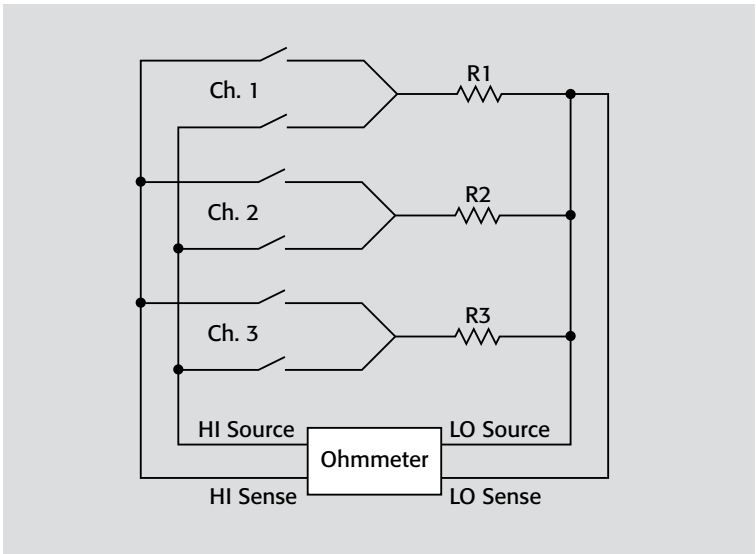 Ch. 1
R1
Ch. 2
R2
Ch. 3
R3
HI Source
LO Source
Ohmmeter
HI Sense
LO Sense